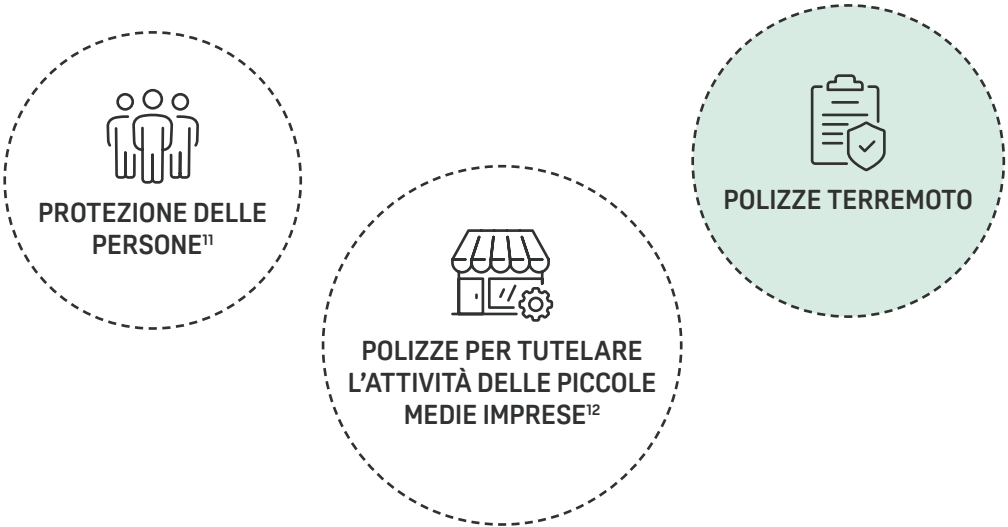 PROTEZIONE DELLE
PERSONE¹¹
POLIZZE PER TUTELARE
L’ATTIVITÀ DELLE PICCOLE
MEDIE IMPRESE¹²
POLIZZE TERREMOTO